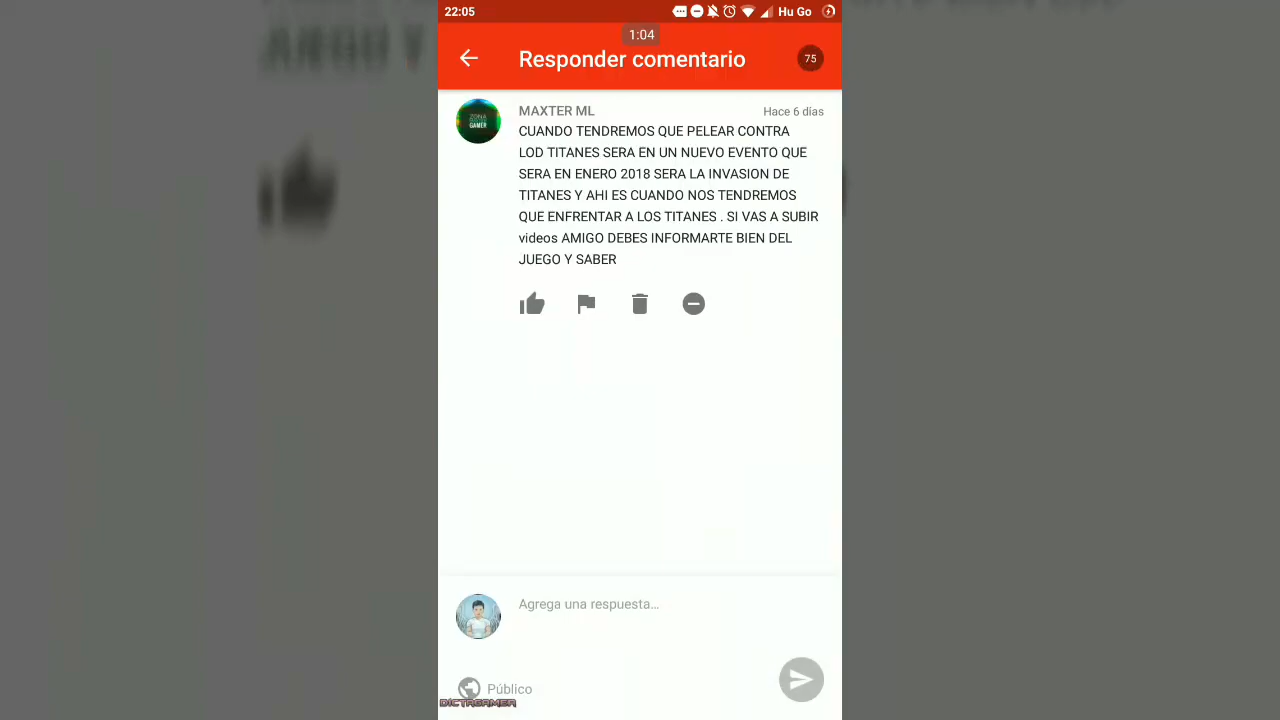 22:05
Hu Go
1:04
Responder comentario
75
ZONA
GAMER
MAXTER ML
Hace 6 días
CUANDO TENDREMOS QUE PELEAR CONTRA
LOD TITANES SERA EN UN NUEVO EVENTO QUE
SERA EN ENERO 2018 SERA LA INVASION DE
TITANES Y AHI ES CUANDO NOS TENDREMOS
QUE ENFRENTAR A LOS TITANES . SI VAS A SUBIR
videos AMIGO DEBES INFORMARTE BIEN DEL
JUEGO Y SABER
Agrega una respuesta...
Público
DICTAGAMER